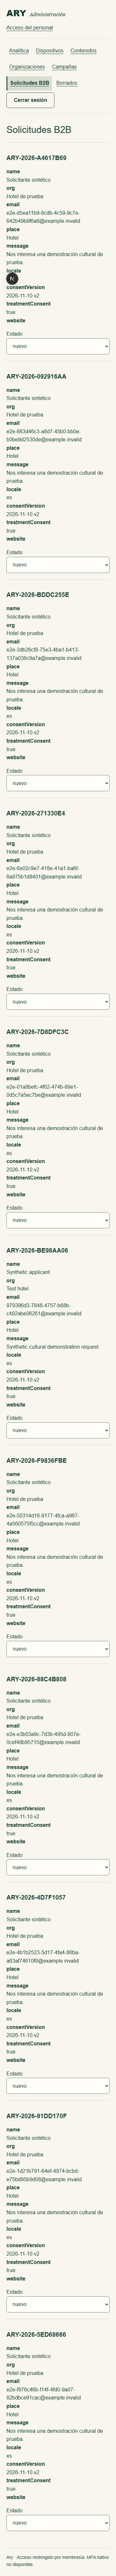 ARY Administración
Acceso del personal
Analítica Dispositivos Contenidos
Organizaciones Campañas
Solicitudes B2B Borrados
Cerrar sesión
Solicitudes B2B
ARY-2026-A4617B69
name
Solicitante sintético
org
Hotel de prueba
email
place
Hotel
message
Nos interesa una demostración cultural de
prueba.
locale
N
consentVersion
2026-11-10.v2
treatmentConsent
true
website
Estado
nuevo
ARY-2026-092916AA
name
Solicitante sintético
org
Hotel de prueba
email
place
Hotel
message
Nos interesa una demostración cultural de
prueba.
locale
es
consentVersion
2026-11-10.v2
treatmentConsent
true
website
Estado
nuevo
ARY-2026-BDDC255E
name
Solicitante sintético
org
Hotel de prueba
email
place
Hotel
message
Nos interesa una demostración cultural de
prueba.
locale
es
consentVersion
2026-11-10.v2
treatmentConsent
true
website
Estado
nuevo
ARY-2026-271330E4
name
Solicitante sintético
org
Hotel de prueba
email
place
Hotel
message
Nos interesa una demostración cultural de
prueba.
locale
es
consentVersion
2026-11-10.v2
treatmentConsent
true
website
Estado
nuevo
ARY-2026-7D8DFC3C
name
Solicitante sintético
org
Hotel de prueba
email
place
Hotel
message
Nos interesa una demostración cultural de
prueba.
locale
es
consentVersion
2026-11-10.v2
treatmentConsent
true
website
Estado
nuevo
ARY-2026-BE98AA06
name
Synthetic applicant
org
Test hotel
email
place
Hotel
message
Synthetic cultural demonstration request
locale
es
consentVersion
2026-11-10.v2
treatmentConsent
true
website
Estado
nuevo
ARY-2026-F9836FBE
name
Solicitante sintético
org
Hotel de prueba
email
place
Hotel
message
Nos interesa una demostración cultural de
prueba.
locale
es
consentVersion
2026-11-10.v2
treatmentConsent
true
website
Estado
nuevo
ARY-2026-88C4B808
name
Solicitante sintético
org
Hotel de prueba
email
place
Hotel
message
Nos interesa una demostración cultural de
prueba.
locale
es
consentVersion
2026-11-10.v2
treatmentConsent
true
website
Estado
nuevo
ARY-2026-4D7F1057
name
Solicitante sintético
org
Hotel de prueba
email
place
Hotel
message
Nos interesa una demostración cultural de
prueba.
locale
es
consentVersion
2026-11-10.v2
treatmentConsent
true
website
Estado
nuevo
ARY-2026-91DD170F
name
Solicitante sintético
org
Hotel de prueba
email
place
Hotel
message
Nos interesa una demostración cultural de
prueba.
locale
es
consentVersion
2026-11-10.v2
treatmentConsent
true
website
Estado
nuevo
ARY-2026-5ED68666
name
Solicitante sintético
org
Hotel de prueba
email
place
Hotel
message
Nos interesa una demostración cultural de
prueba.
locale
es
consentVersion
2026-11-10.v2
treatmentConsent
true
website
Estado
nuevo
Ary · Acceso restringido por membresía. MFA nativo
no disponible.